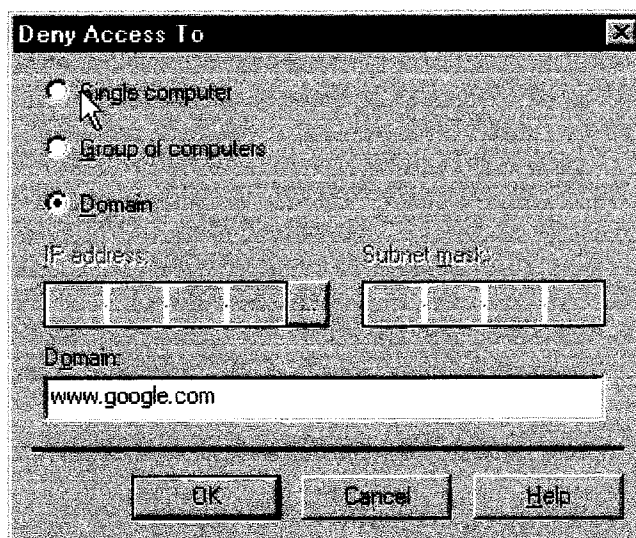 Deny Access To
Single computer
Group of computers
Domain
IP address: Subnet mask:
...
Domain:
www.google.com
OK Cancel Help